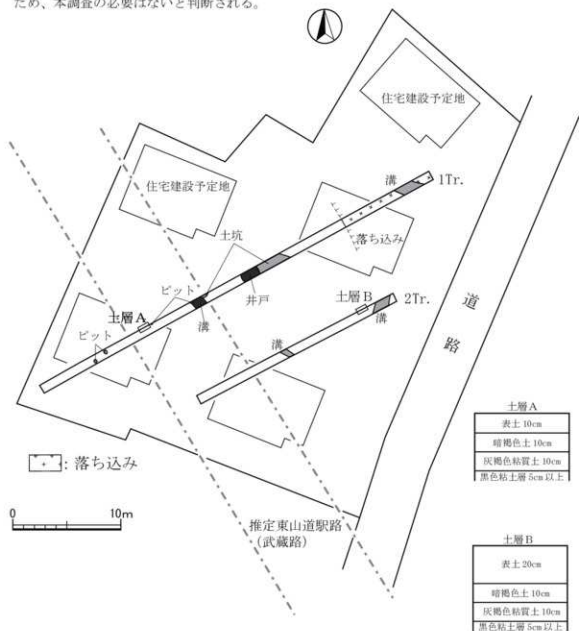 ため、本調査の必要はないと判断される。
住宅建設予定地
住宅建設予定地
溝
1Tr.
土坑
落ち込み
ピット
土層A
溝
井戸
土層B
溝
2Tr.
道
路
ピット
溝
: 落ち込み
0
10m
推定東山道駅路
（武蔵路）
土層A
表土 10cm
暗褐色土 10cm
灰褐色粘質土 10cm
黒色粘土層 5cm 以上
土層B
表土 20cm
暗褐色土 10cm
灰褐色粘質土 10cm
黒色粘土層 5cm 以上